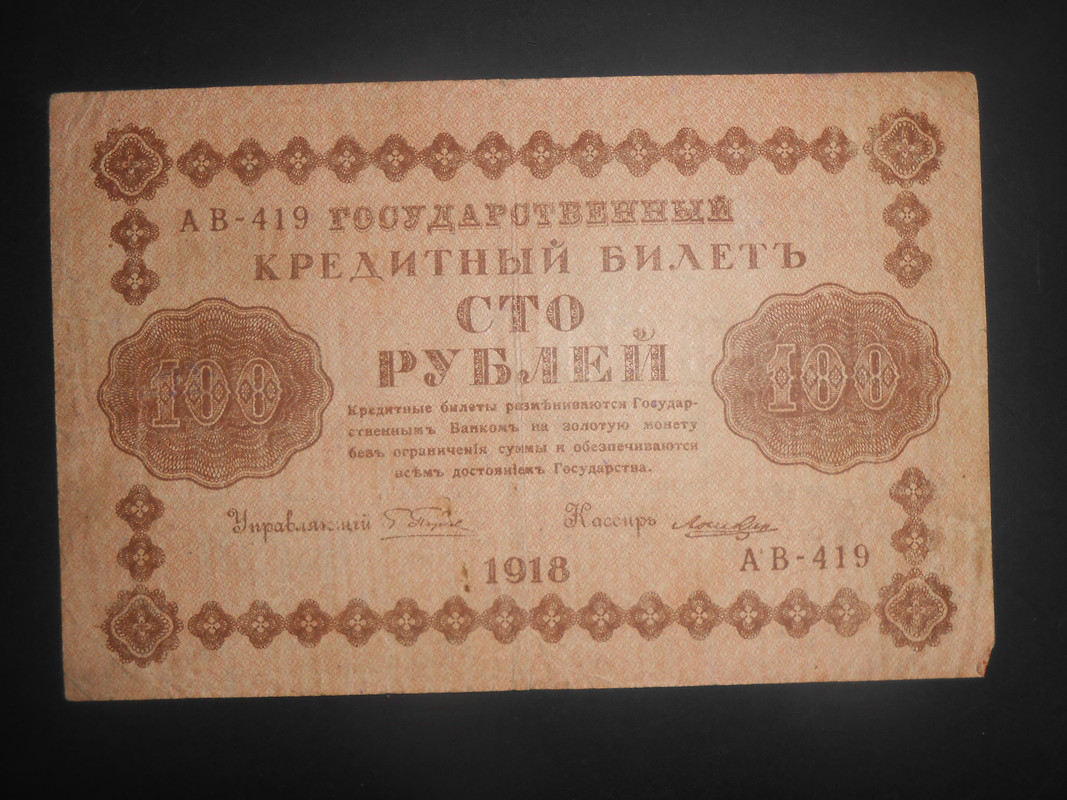 АВ-419 ГОСУДАРСТВЕННЫЙ
КРЕДИТНЫЙ БИЛЕТЪ
СТО
РУБЛЕЙ
100
100
Кредитные билеты размѣниваются Государ-
ственнымъ Банкомъ на золотую монету
безъ ограниченія суммы и обезпечиваются
всѣмъ достояніемъ Государства.
Управляющій
Кассиръ
1918
АВ-419